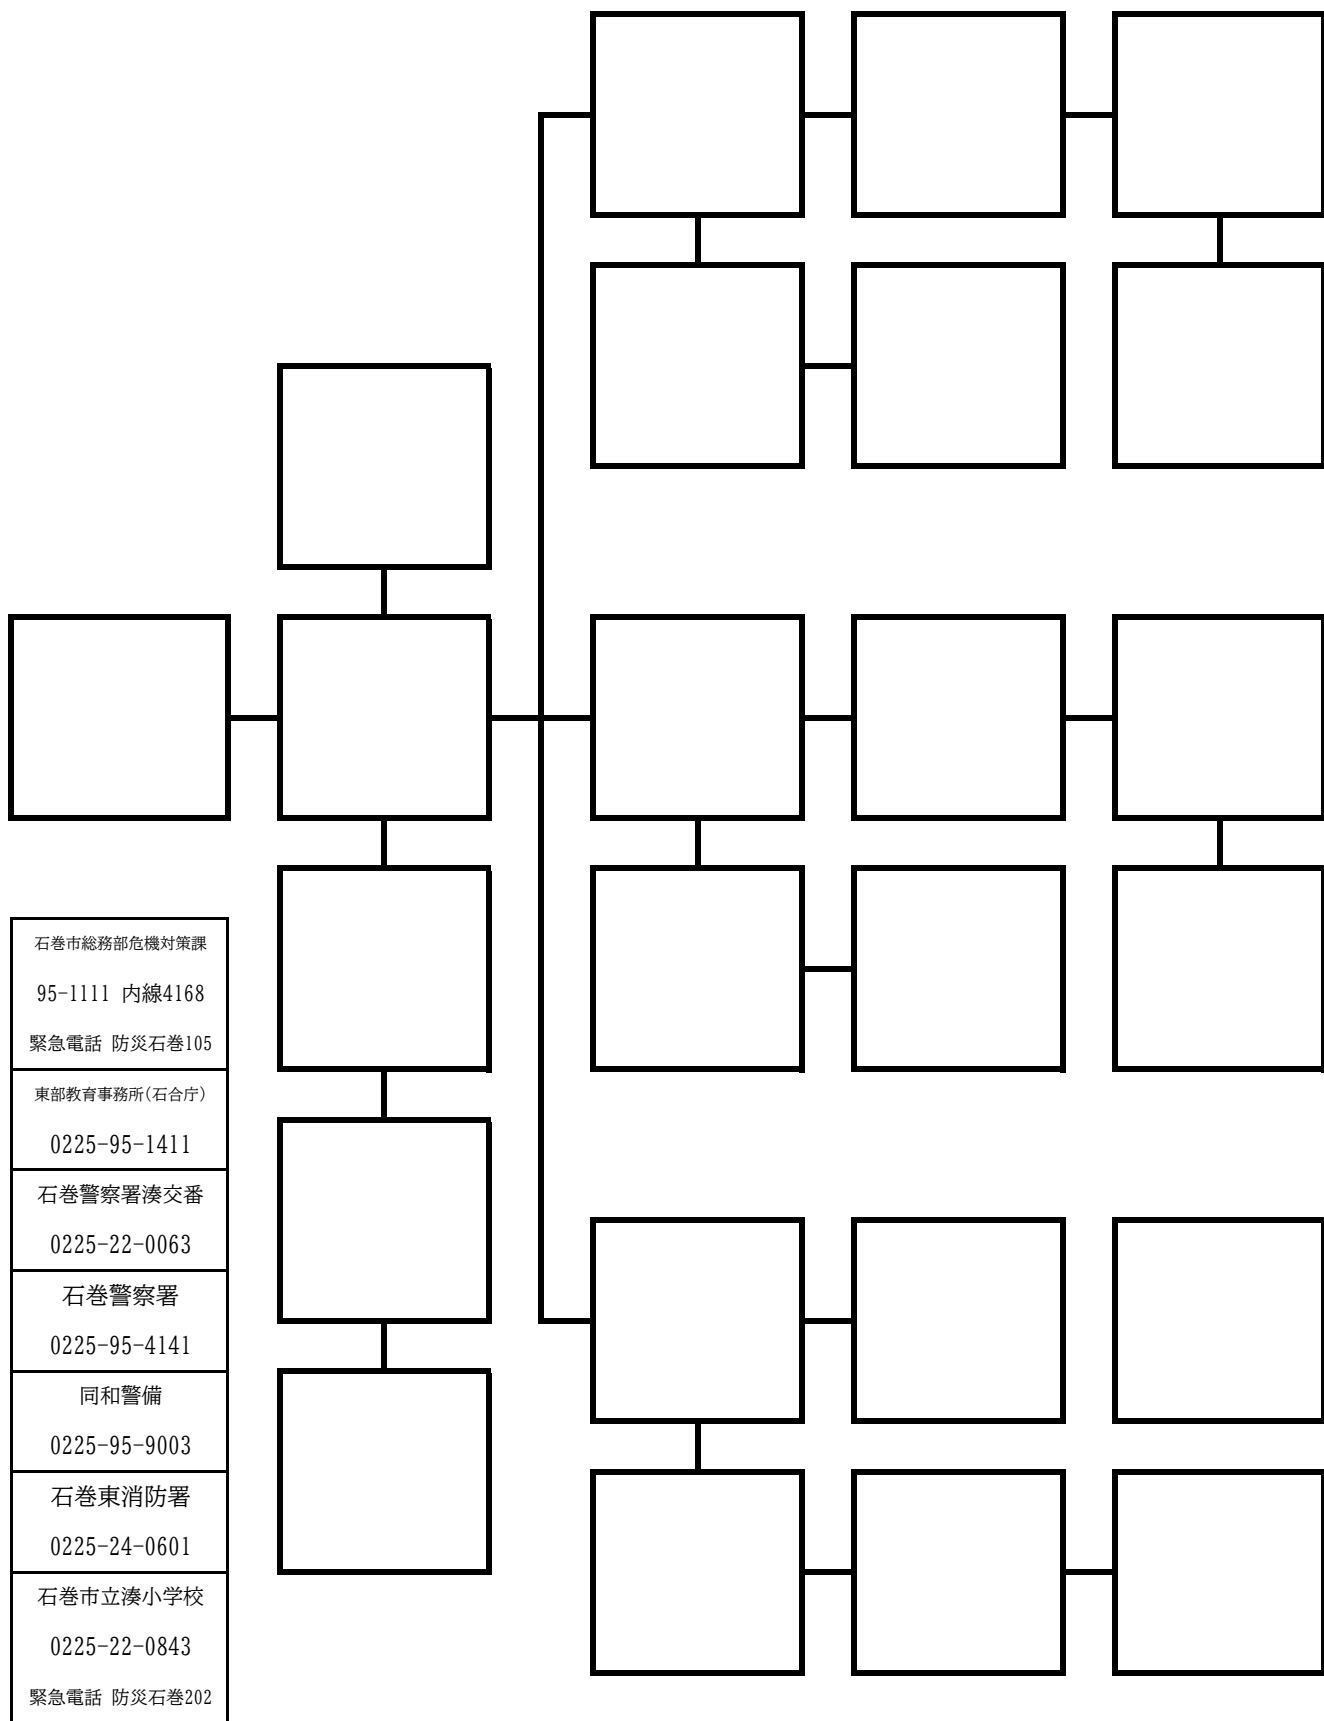 石巻市総務部危機対策課
95-1111 内線4168
緊急電話 防災石巻105
東部教育事務所(石合庁)
0225-95-1411
石巻警察署湊交番
0225-22-0063
石巻警察署
0225-95-4141
同和警備
0225-95-9003
石巻東消防署
0225-24-0601
石巻市立湊小学校
0225-22-0843
緊急電話 防災石巻202